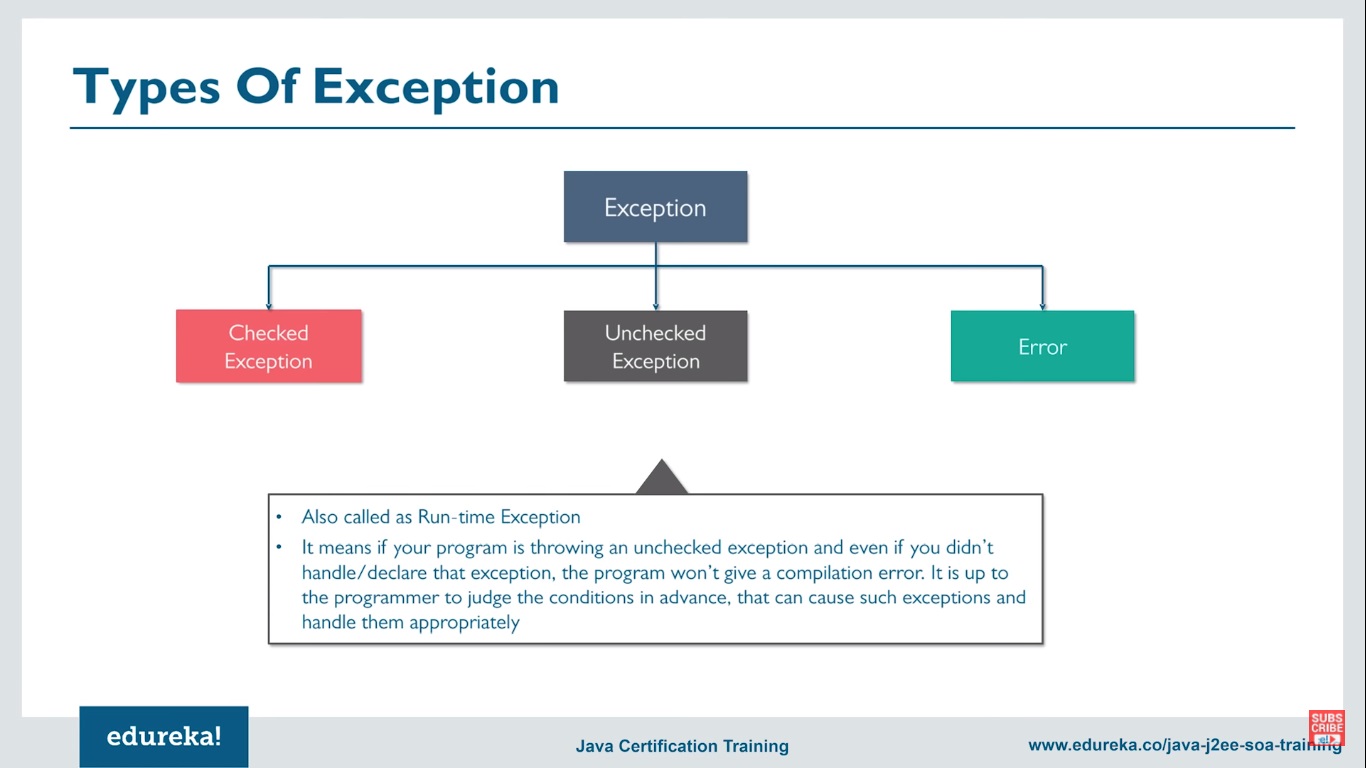 Types Of Exception
Exception
Checked
Exception
Unchecked
Exception
Error
• Also called as Run-time Exception
• It means if your program is throwing an unchecked exception and even if you didn't
handle/declare that exception, the program won't give a compilation error. It is up to
the programmer to judge the conditions in advance, that can cause such exceptions and
handle them appropriately
edureka!
Java Certification Training
www.edureka.co/java-j2ee-soa-training
SUBS
CRIBE